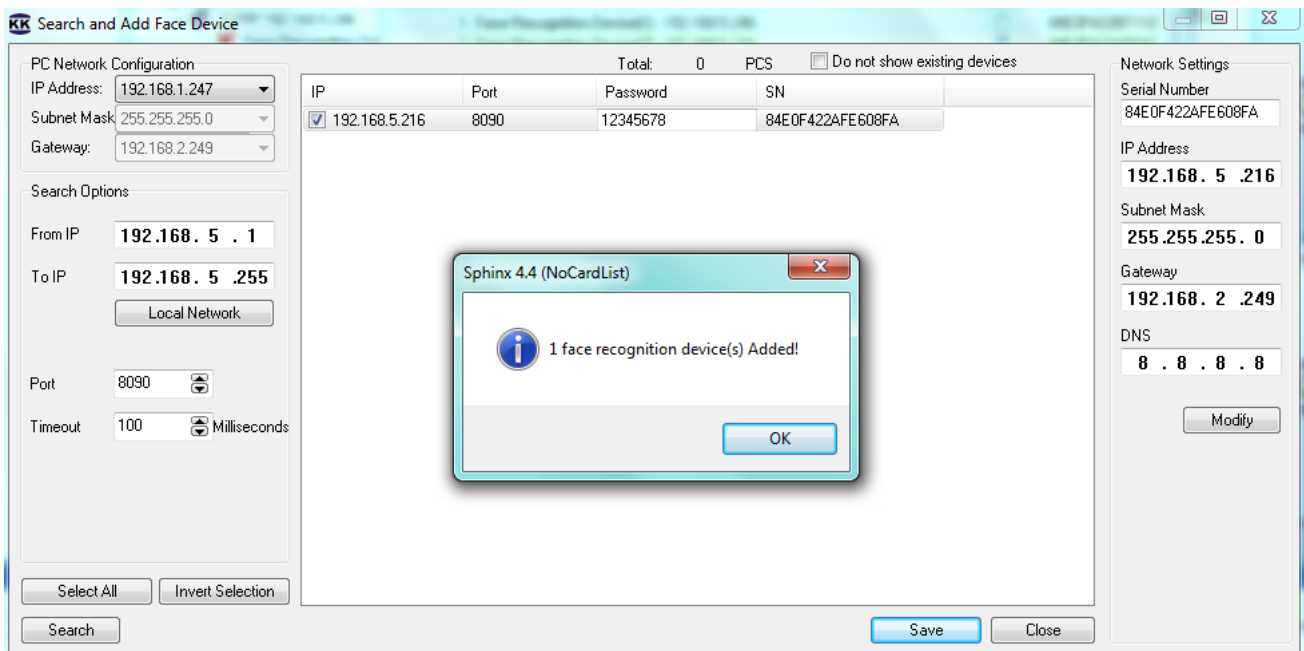 KK Search and Add Face Device
PC Network Configuration
IP Address: 192.168.1.247
Subnet Mask 255.255.255.0
Gateway: 192.168.2.249
Search Options
From IP 192.168. 5 . 1
To IP 192.168. 5 .255
Local Network
Port 8090
Timeout 100 Milliseconds
Select All Invert Selection
Search
Total: 0 PCS Do not show existing devices
IP Port Password SN
192.168.5.216 8090 12345678 84E0F422AFE608FA
Sphinx 4.4 (NoCardList)
1 face recognition device(s) Added!
OK
Save Close
Network Settings
Serial Number
84E0F422AFE608FA
IP Address
192.168. 5 .216
Subnet Mask
255.255.255. 0
Gateway
192.168. 2 .249
DNS
8 . 8 . 8 . 8
Modify